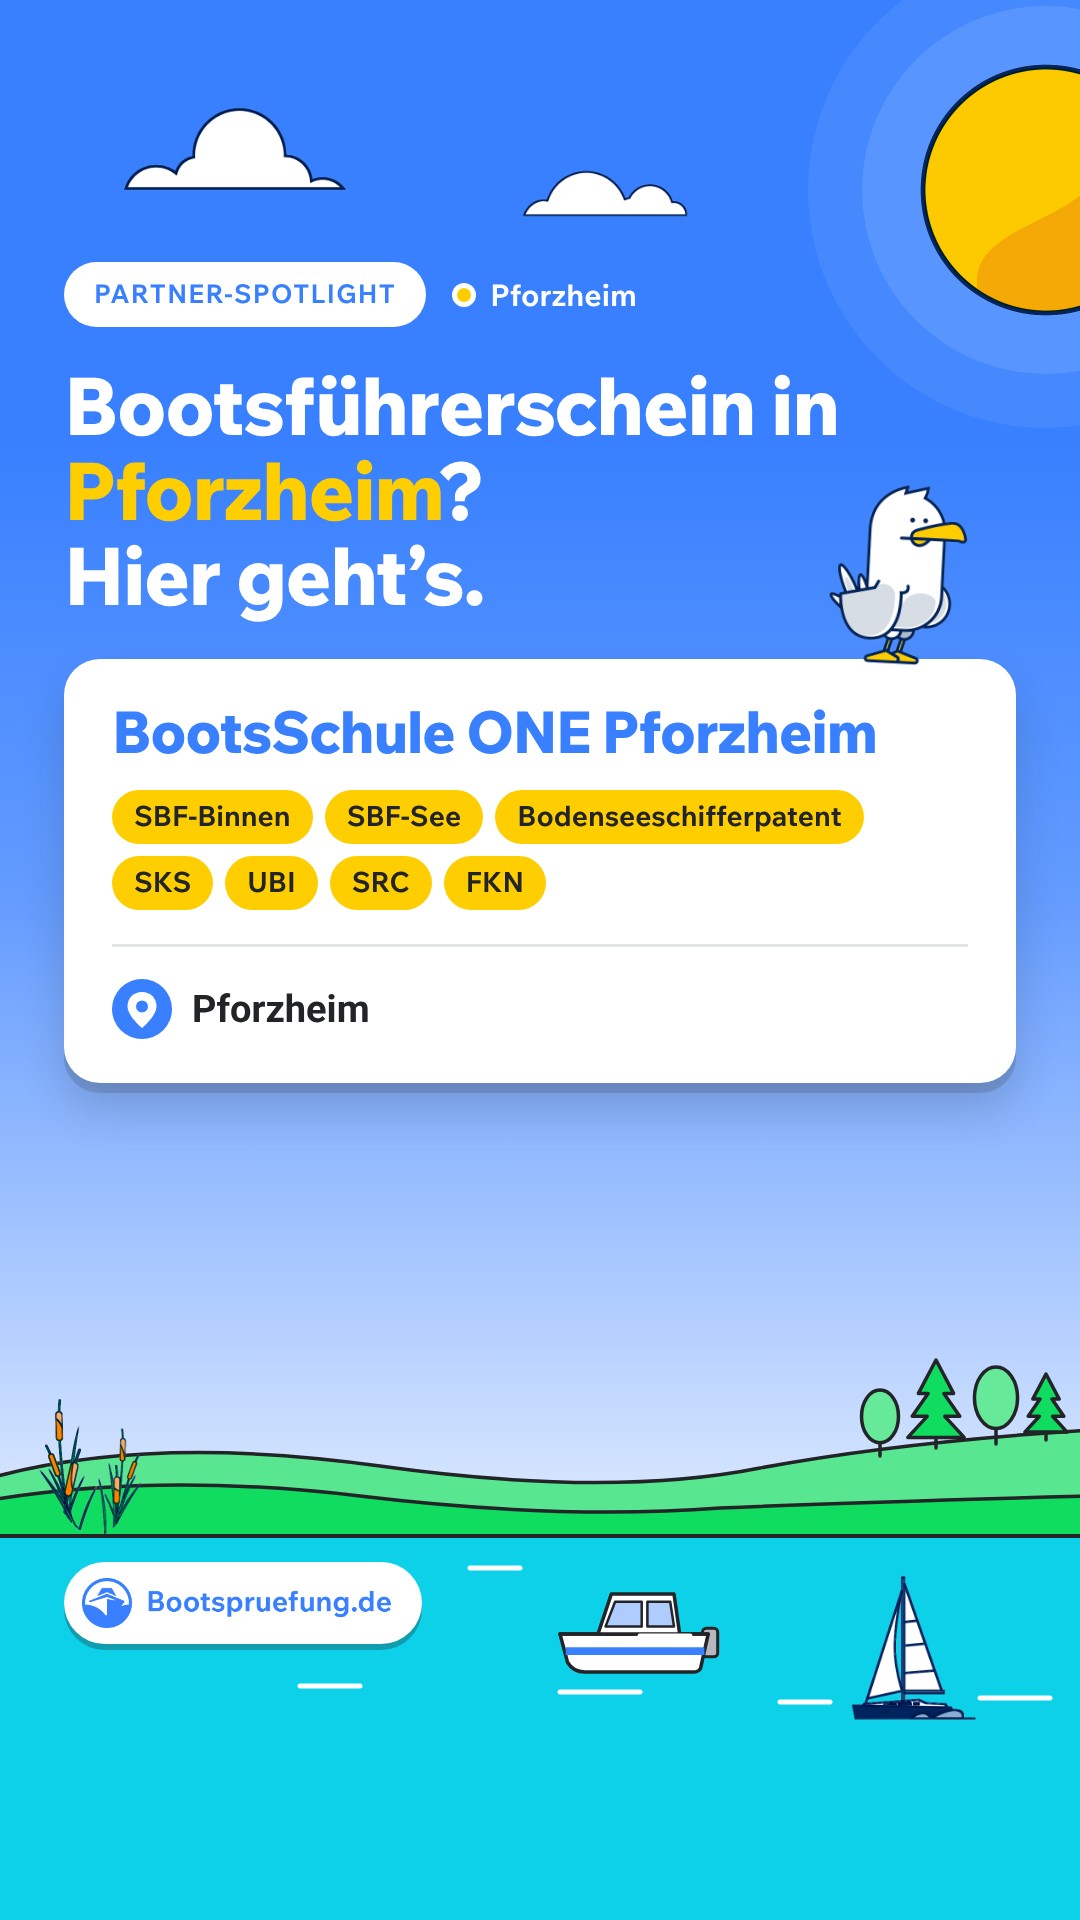 PARTNER-SPOTLIGHT
Pforzheim
Bootsführerschein in
Pforzheim?
Hier geht’s.
BootsSchule ONE Pforzheim
SBF-Binnen SBF-See Bodenseeschifferpatent
SKS UBI SRC FKN
Pforzheim
Bootspruefung.de